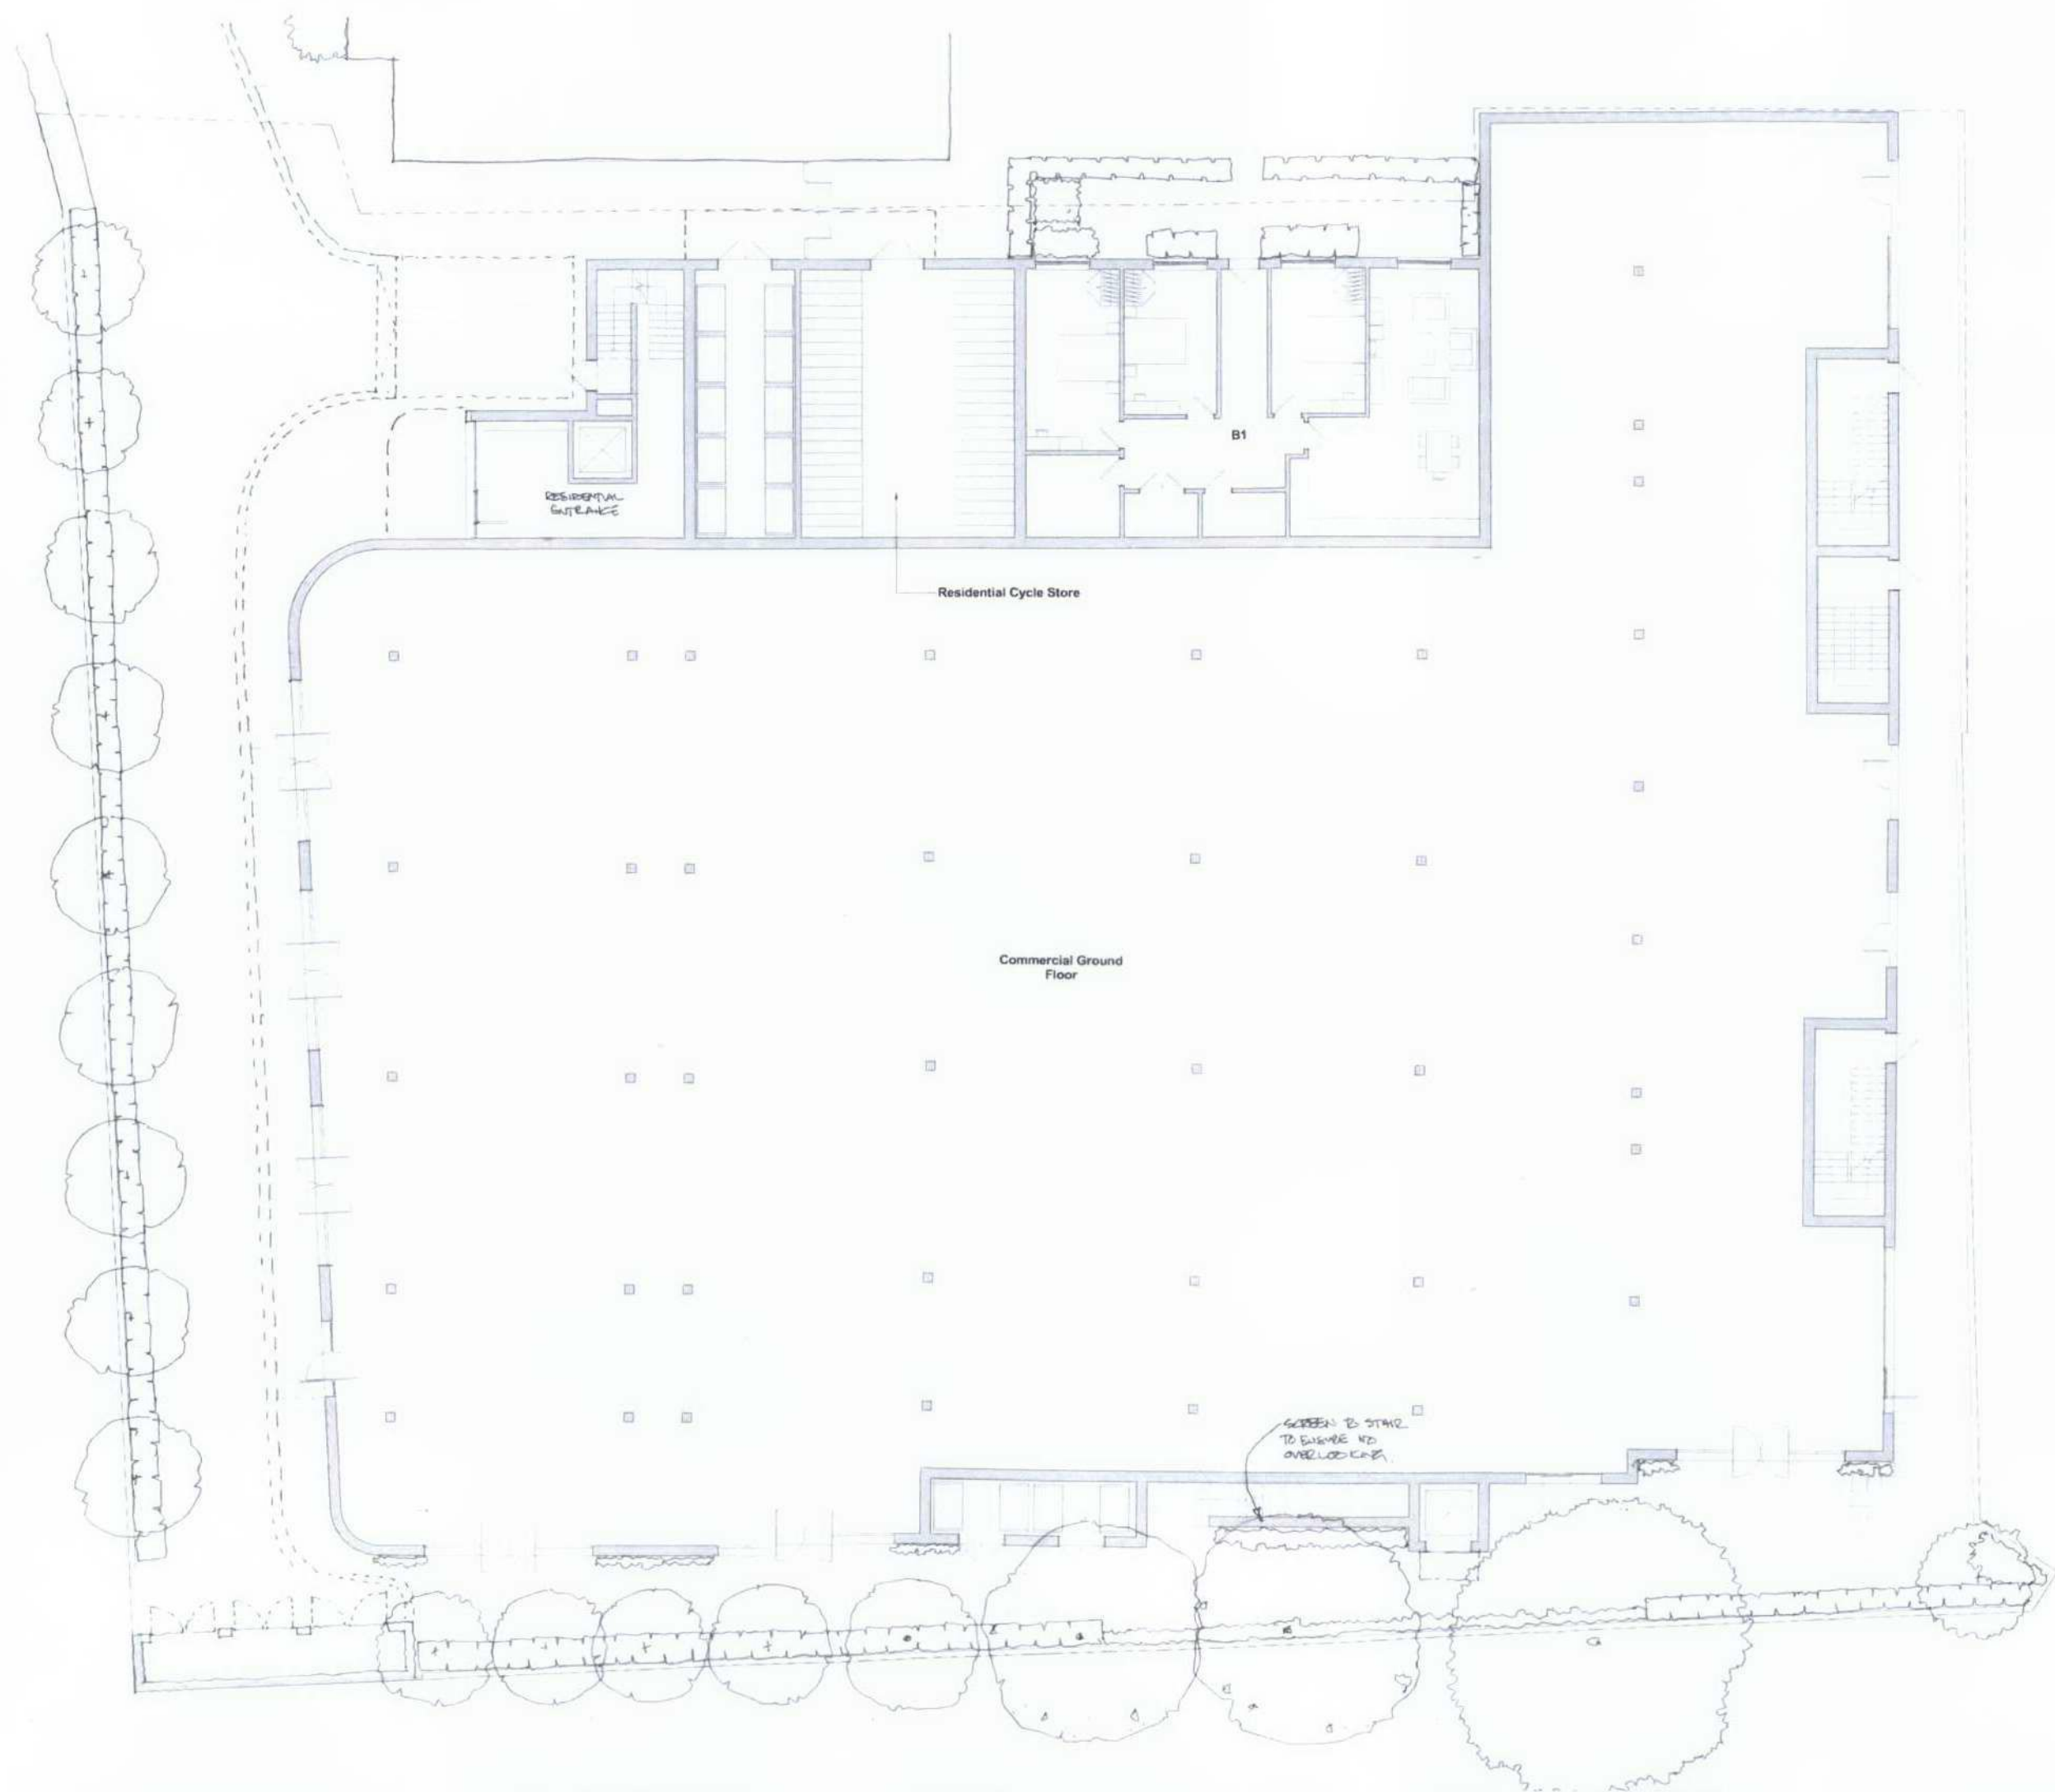 B1
RESIDENTIAL
ENTRANCE
Residential Cycle Store
Commercial Ground
Floor
SCREEN TO STAIR
TO ENSURE NO
OVERLOOKING.